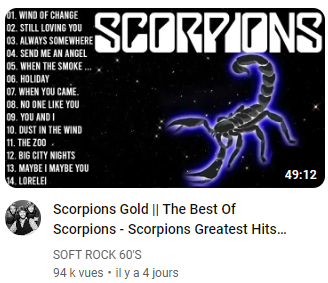 SCORPIONS
01. WIND OF CHANGE
02. STILL LOVING YOU
03. ALWAYS SOMEWHERE
04. SEND ME AN ANGEL
05. WHEN THE SMOKE ...
06. HOLIDAY
07. WHEN YOU CAME.
08. NO ONE LIKE YOU
09. YOU AND I
10. DUST IN THE WIND
11. THE ZOO
12. BIG CITY NIGHTS
13. MAYBE I MAYBE YOU
14. LORELEI
49:12
Scorpions Gold || The Best Of
Scorpions - Scorpions Greatest Hits...
SOFT ROCK 60'S
94 k vues • il y a 4 jours